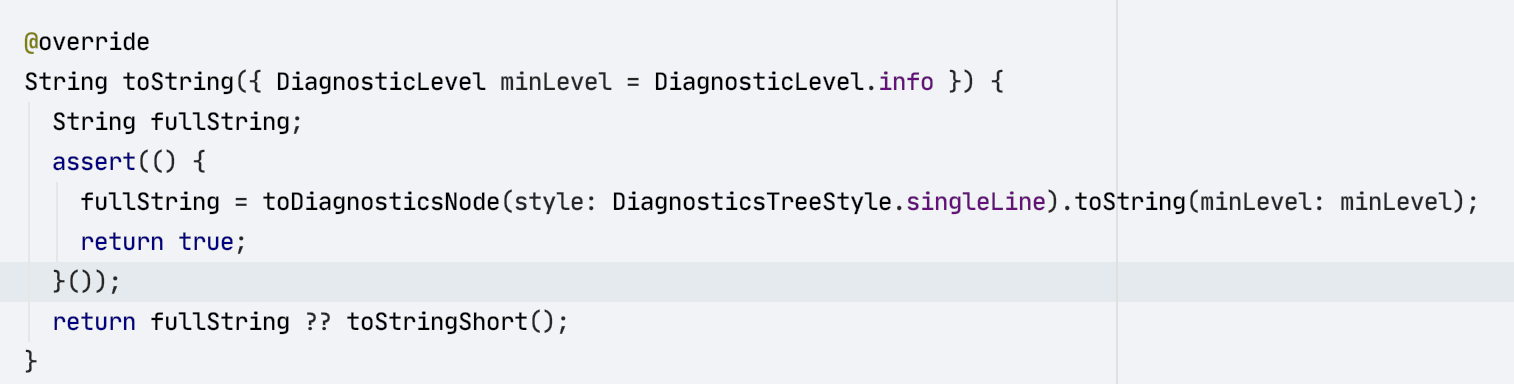 @override
String toString({ DiagnosticLevel minLevel = DiagnosticLevel.info }) {
  String fullString;
  assert(() {
    fullString = toDiagnosticsNode(style: DiagnosticsTreeStyle.singleLine).toString(minLevel: minLevel);
    return true;
  }());
  return fullString ?? toStringShort();
}